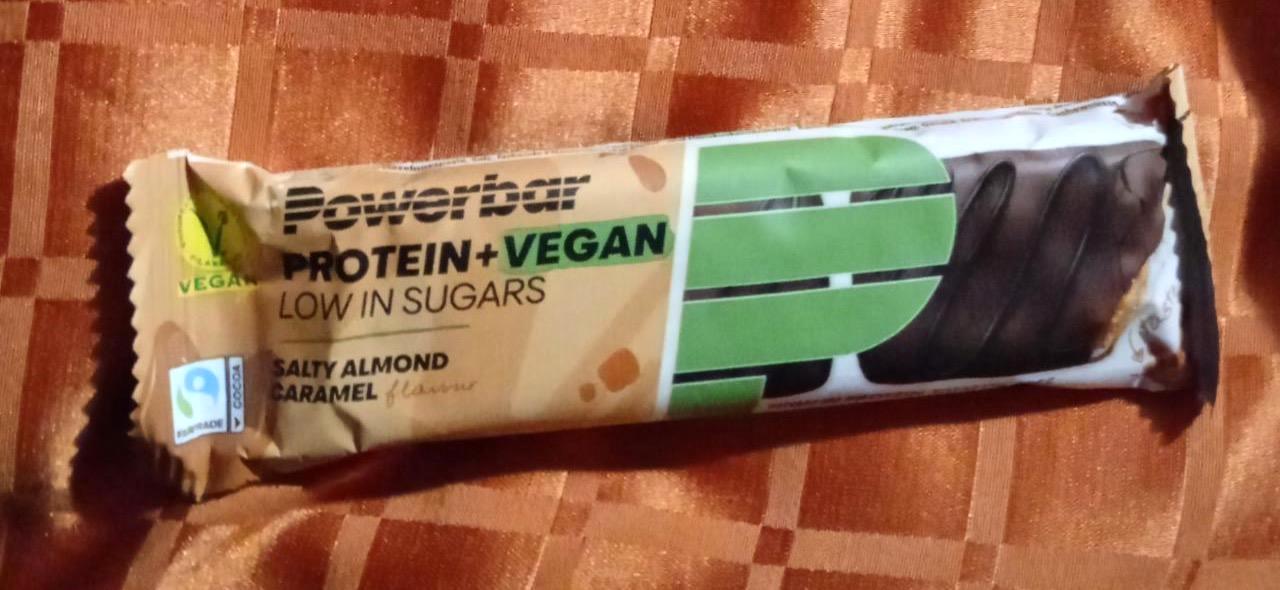 Powerbar
PROTEIN+VEGAN
LOW IN SUGARS
SALTY ALMOND
CARAMEL flavour
VEGAN
FAIRTRADE
COCOA